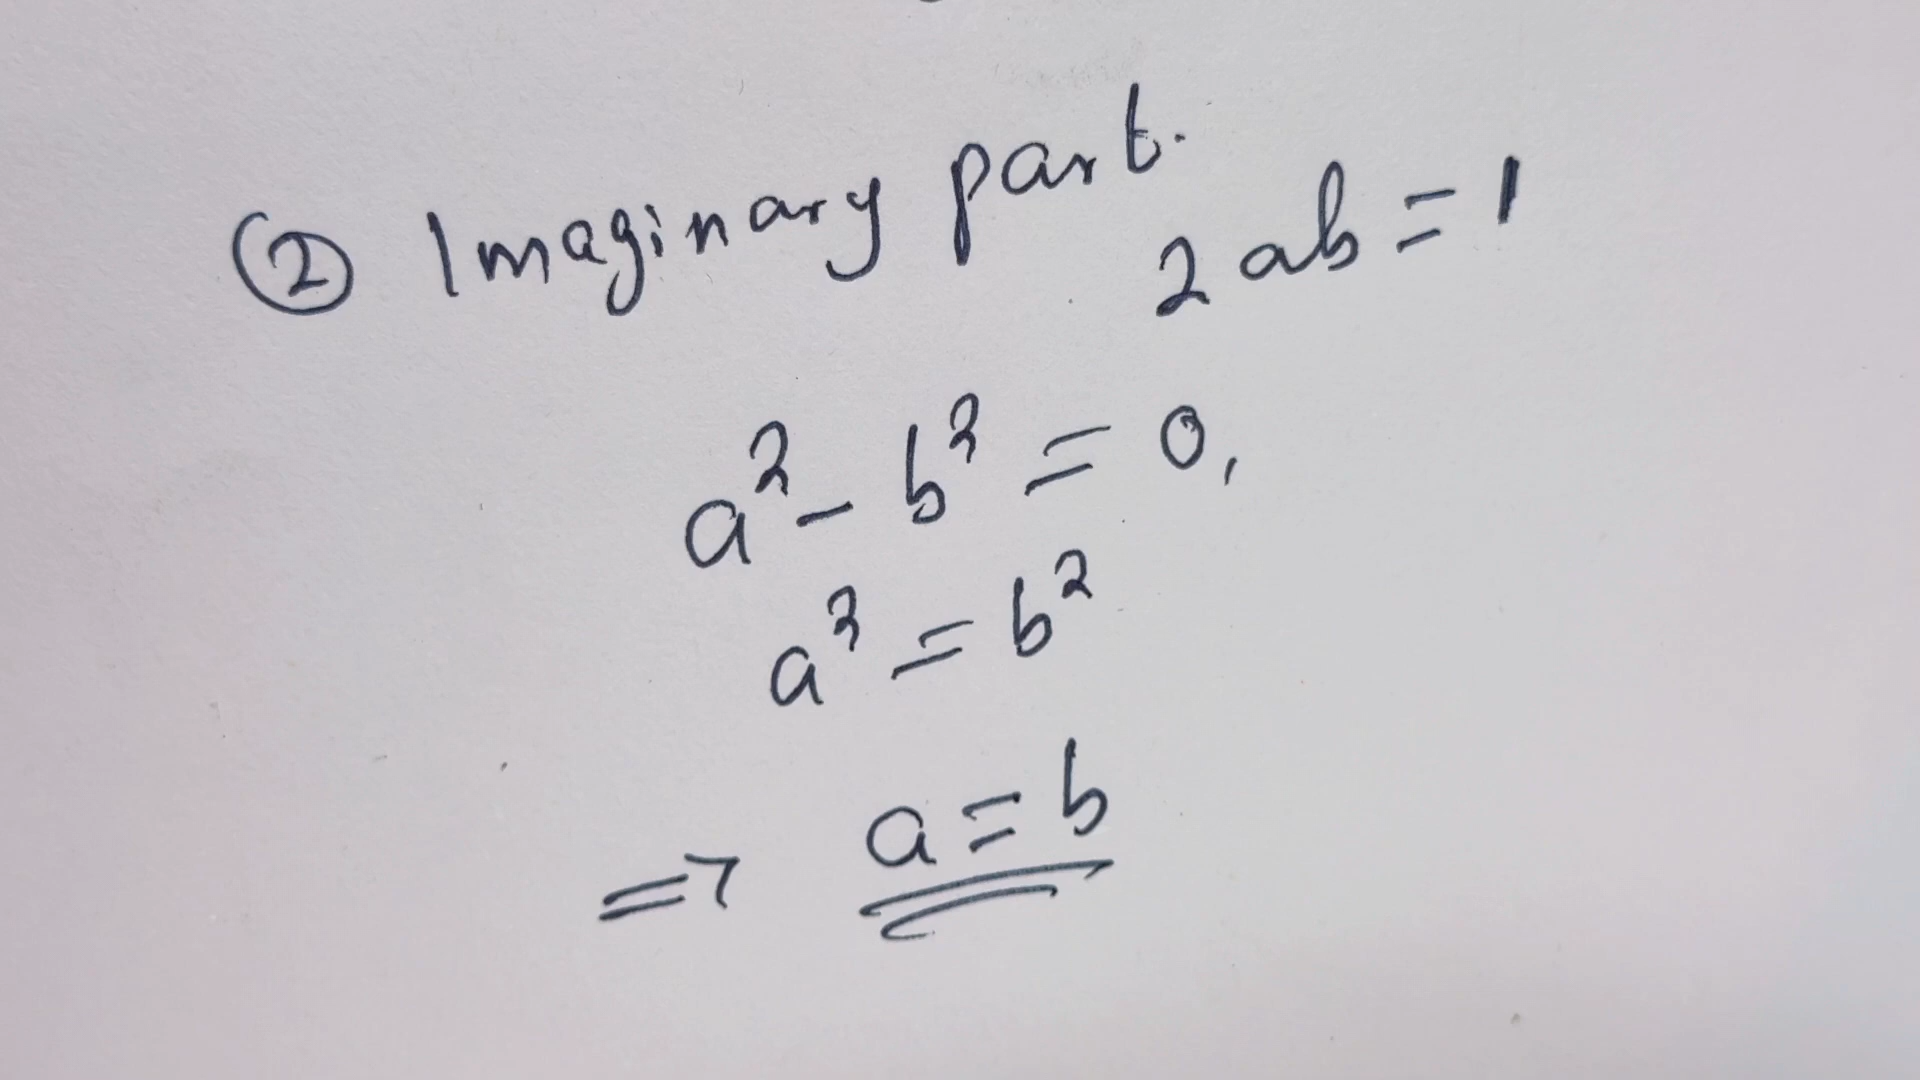 ② Imaginary part.
2ab = 1
a² - b² = 0,
a² = b²
⇒ a = b